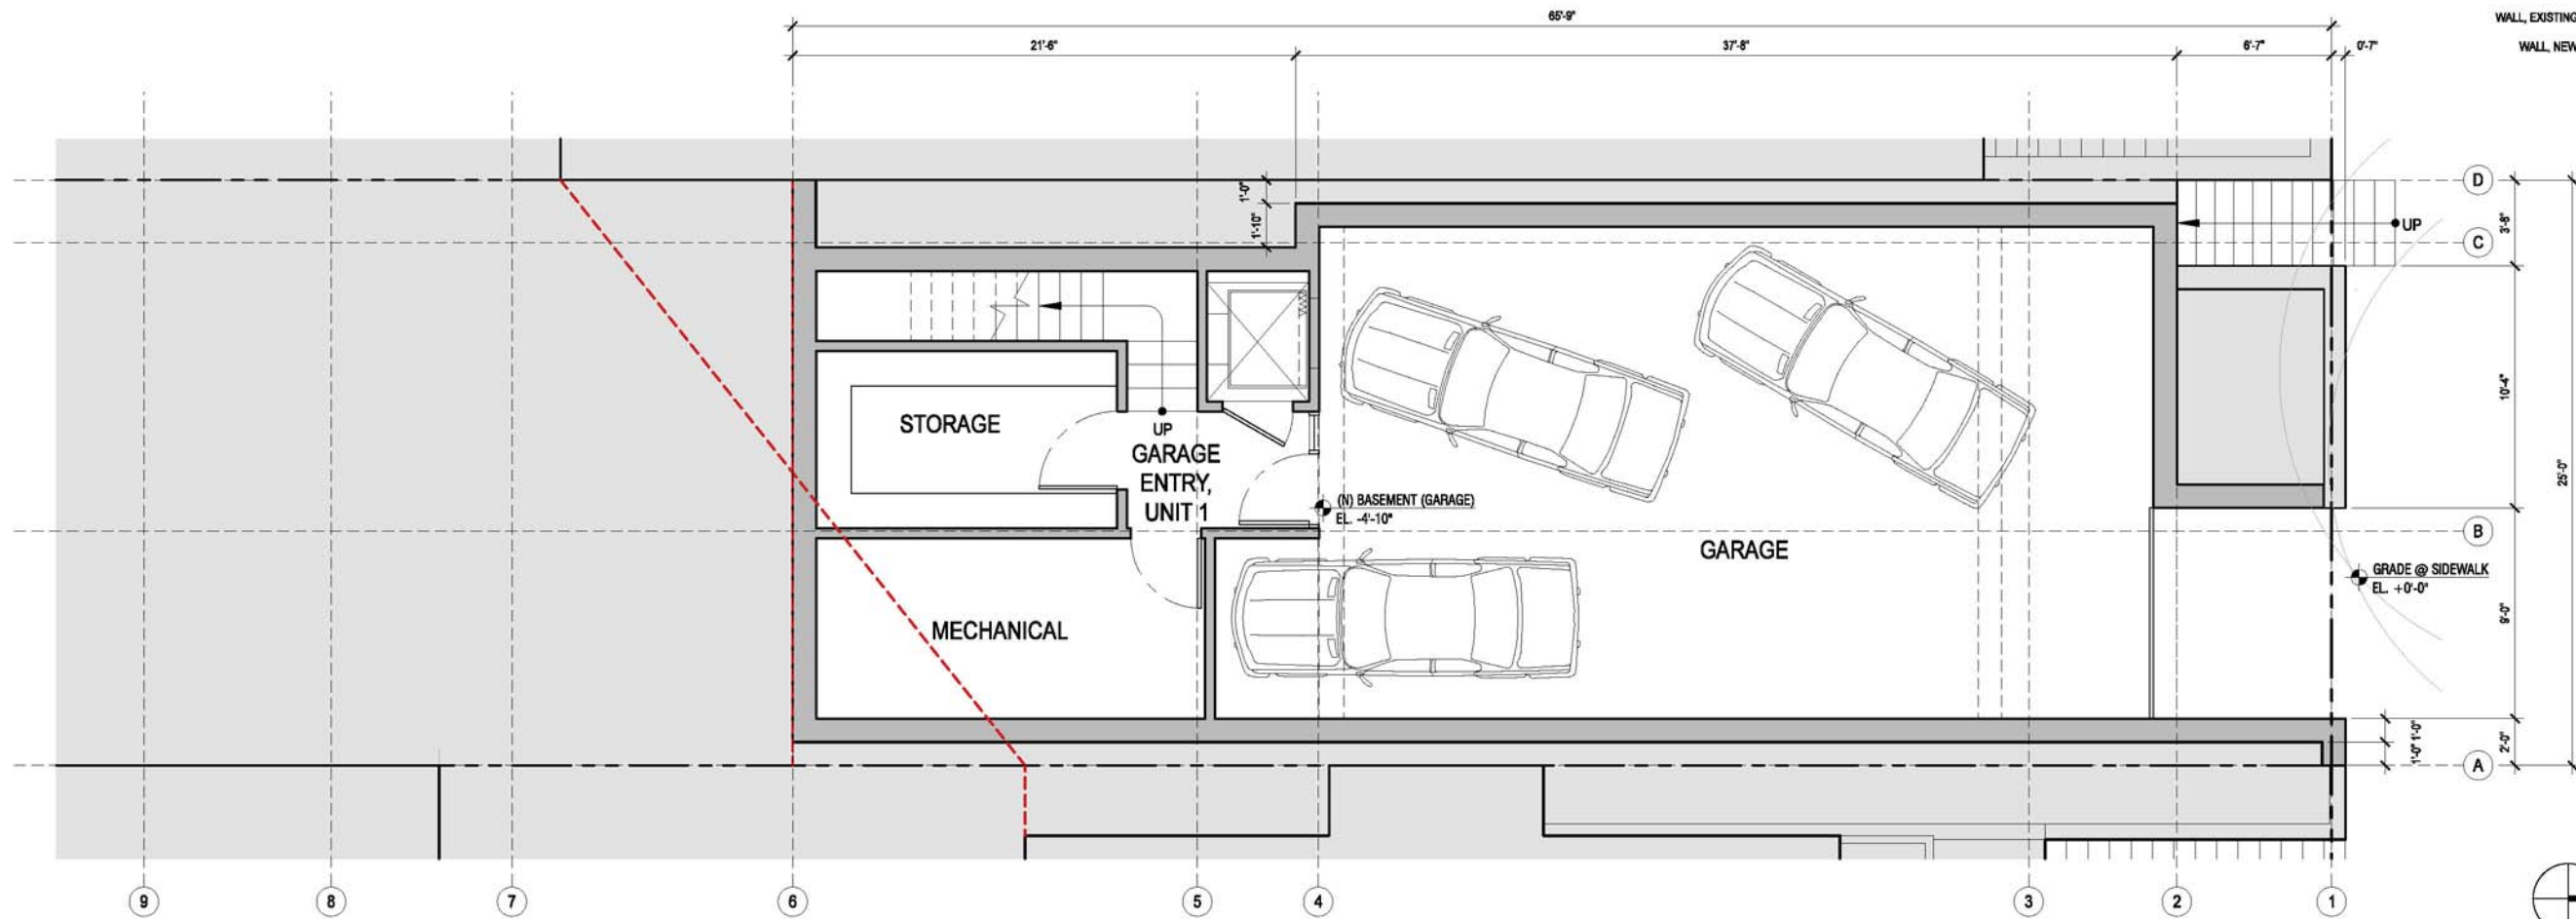 65'-9"
WALL, EXISTING
21'-6"
37'-8"
6'-7"
0'-7"
WALL, NEW
1'-0"
1'-10"
D
UP
3'-8"
C
10'-4"
STORAGE
UP
GARAGE
ENTRY,
UNIT 1
(N) BASEMENT (GARAGE)
EL. -4'-10"
25'-0"
B
GARAGE
GRADE @ SIDEWALK
EL. +0'-0"
9'-0"
MECHANICAL
1'-0"
1'-0"
2'-0"
A
9
8
7
6
5
4
3
2
1